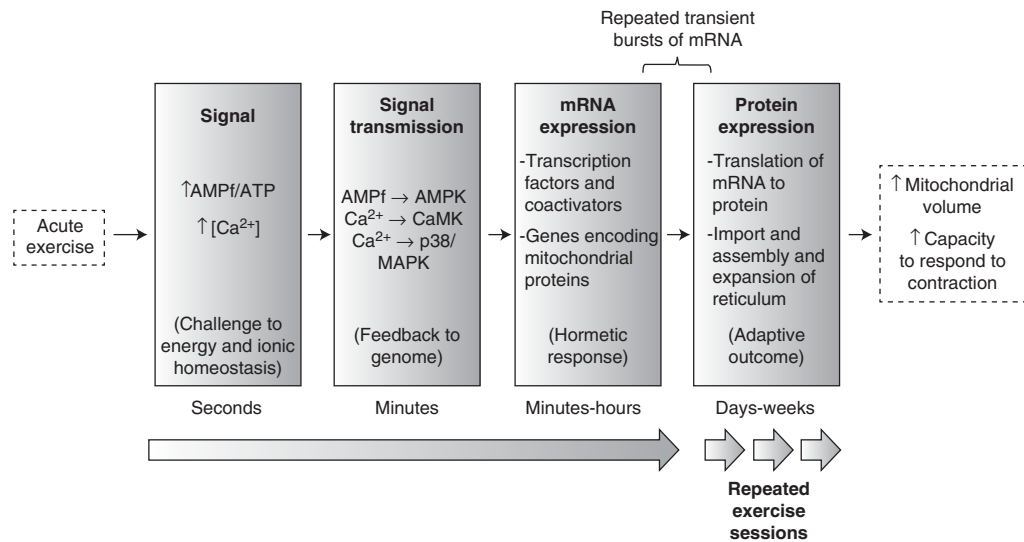 Repeated transient
bursts of mRNA
Acute
exercise
Signal
↑AMPf/ATP
↑ [Ca²⁺]
(Challenge to
energy and ionic
homeostasis)
Seconds
Signal
transmission
AMPf → AMPK
Ca²⁺ → CaMK
Ca²⁺ → p38/
MAPK
(Feedback to
genome)
Minutes
mRNA
expression
-Transcription
factors and
coactivators
-Genes encoding
mitochondrial
proteins
(Hormetic
response)
Minutes-hours
Protein
expression
-Translation of
mRNA to
protein
-Import and
assembly and
expansion of
reticulum
(Adaptive
outcome)
Days-weeks
↑ Mitochondrial
volume
↑ Capacity
to respond to
contraction
Repeated
exercise
sessions